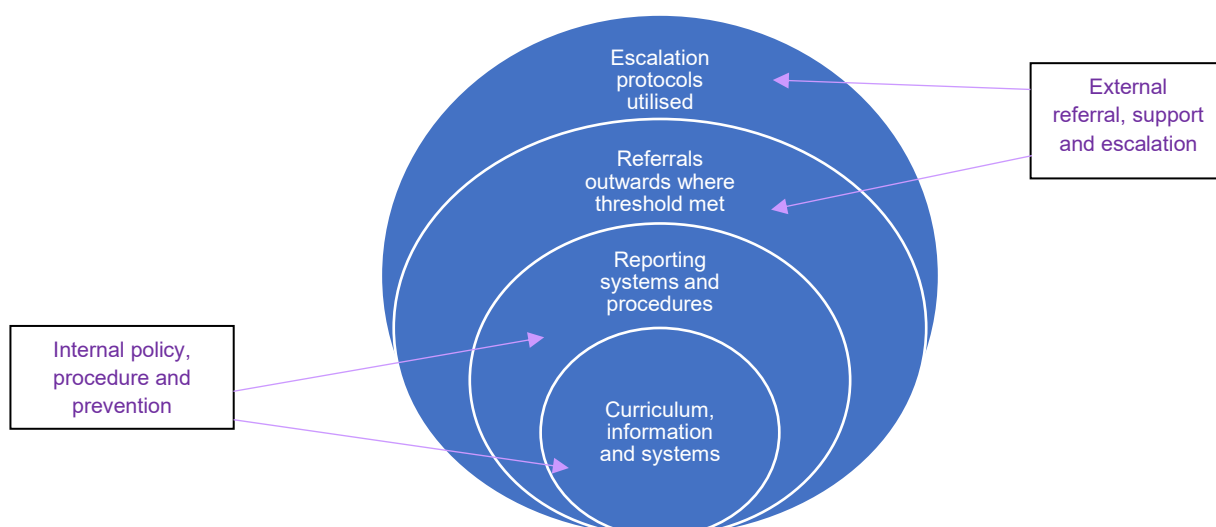 Escalation
protocols
utilised
External
referral, support
and escalation
Referrals
outwards where
threshold met
Reporting
systems and
procedures
Internal policy,
procedure and
prevention
Curriculum,
information
and systems